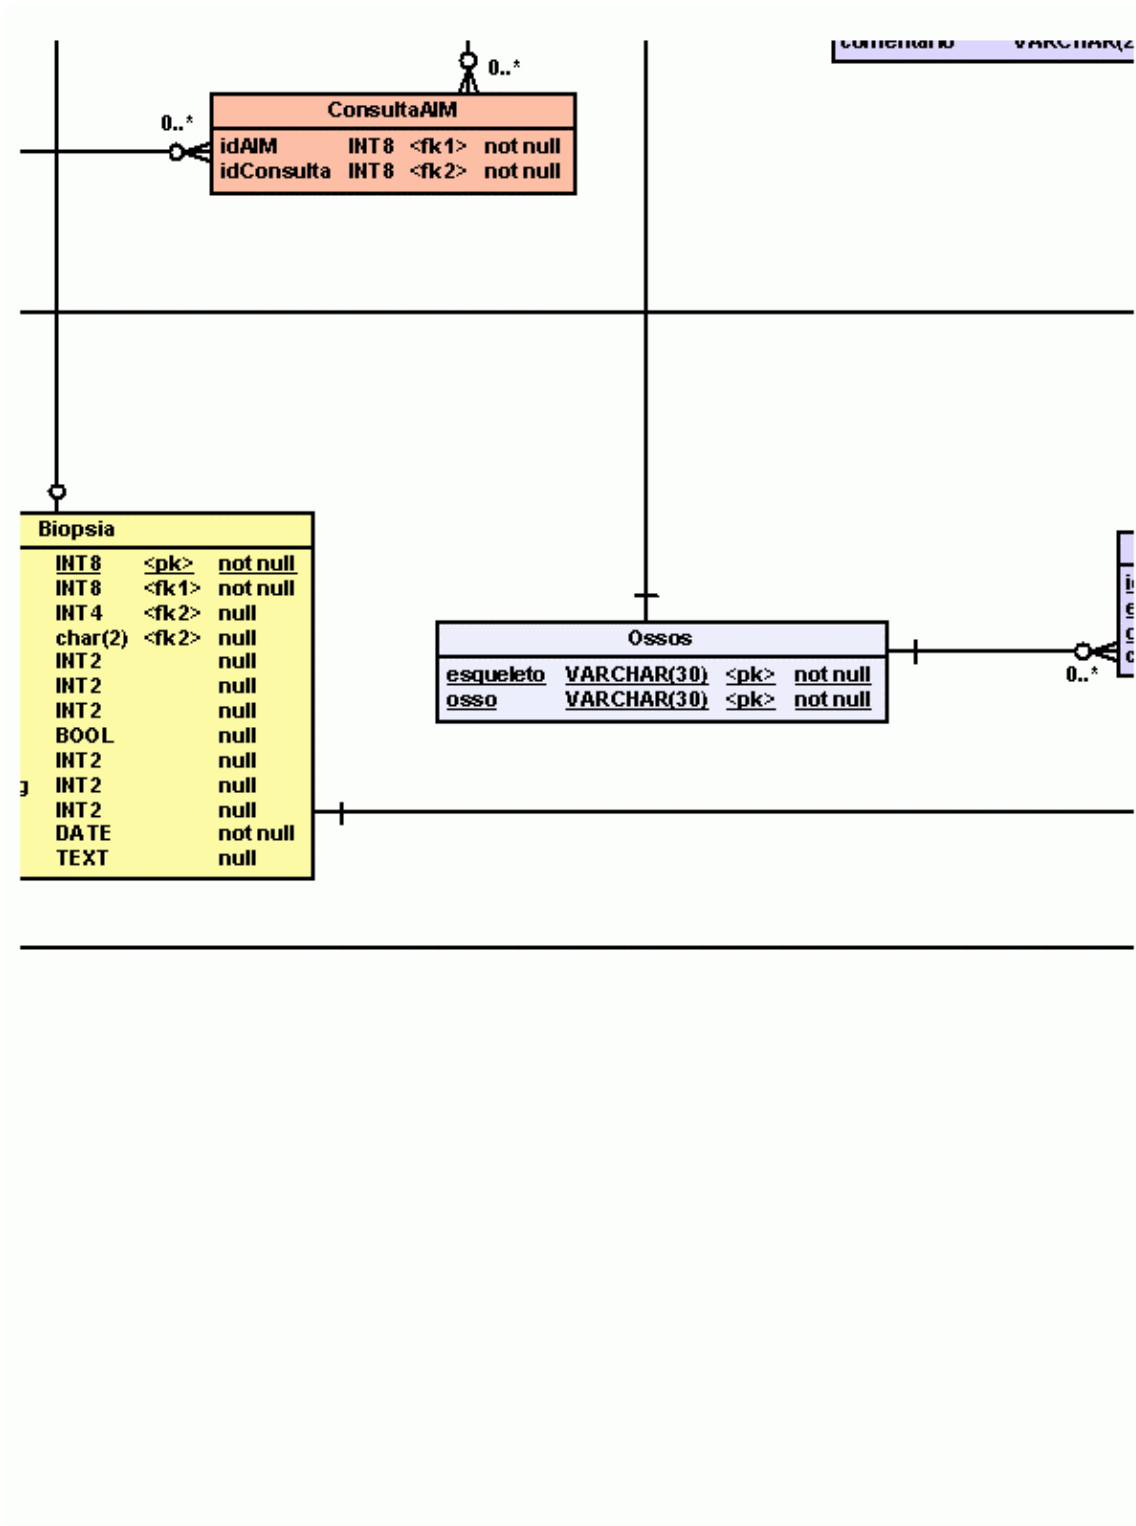 comentario VARCHAR(2
0..*
ConsultaAIM
0..*
idAIM INT8 <fk1> not null
idConsulta INT8 <fk2> not null
Biopsia
INT8 <pk> not null
INT8 <fk1> not null
INT4 <fk2> null
char(2) <fk2> null
INT2 null
INT2 null
INT2 null
BOOL null
INT2 null
g INT2 null
INT2 null
DATE not null
TEXT null
Ossos
esqueleto VARCHAR(30) <pk> not null
osso VARCHAR(30) <pk> not null
0..*